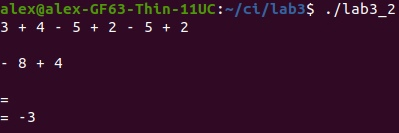 alex@alex-GF63-Thin-11UC:~/ci/lab3$ ./lab3_2
3 + 4 - 5 + 2 - 5 + 2
- 8 + 4
=
= -3